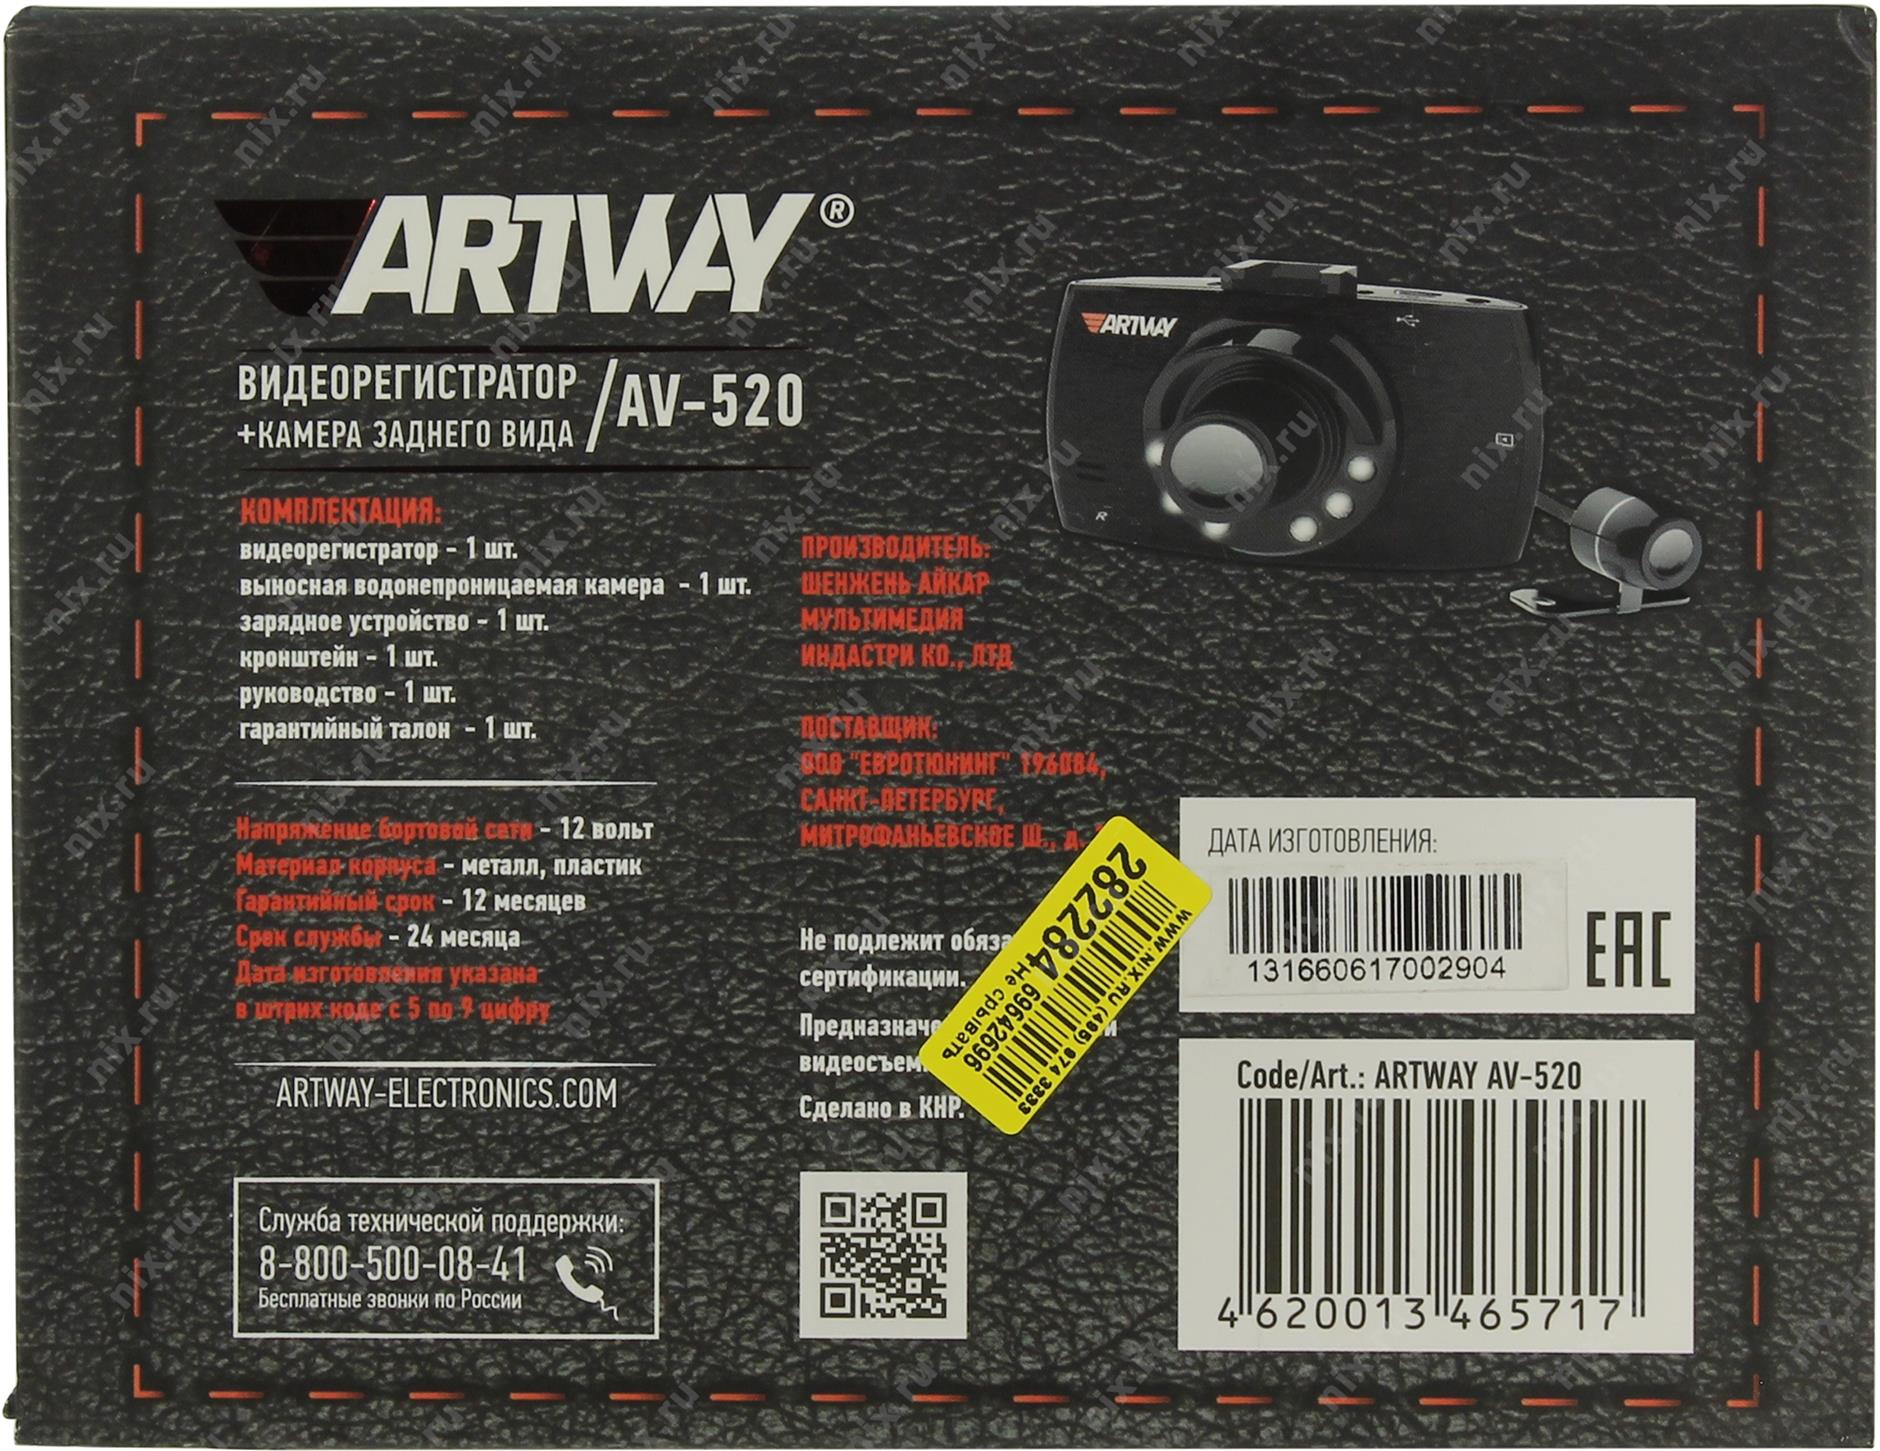 ARTWAY®
ВИДЕОРЕГИСТРАТОР
+КАМЕРА ЗАДНЕГО ВИДА
/AV-520
КОМПЛЕКТАЦИЯ:
видеорегистратор - 1 шт.
выносная водонепроницаемая камера - 1 шт.
зарядное устройство - 1 шт.
кронштейн - 1 шт.
руководство - 1 шт.
гарантийный талон - 1 шт.
Напряжение бортовой сети - 12 вольт
Материал корпуса - металл, пластик
Гарантийный срок - 12 месяцев
Срок службы - 24 месяца
Дата изготовления указана
в штрих коде с 5 по 9 цифру
ARTWAY-ELECTRONICS.COM
Служба технической поддержки:
8-800-500-08-41
Бесплатные звонки по России
ARTWAY
R
ПРОИЗВОДИТЕЛЬ:
ШЕНЖЕНЬ АЙКАР
МУЛЬТИМЕДИЯ
ИНДАСТРИ КО., ЛТД
ПОСТАВЩИК:
ООО "ЕВРОТЮНИНГ" 196084,
САНКТ-ПЕТЕРБУРГ,
МИТРОФАНЬЕВСКОЕ Ш., д.
Не подлежит
сертификации.
Сделано в КНР.
282284
69642696
Не срывать
WWW.NIX.RU (495) 974 3333
ДАТА ИЗГОТОВЛЕНИЯ:
131660617002904
EAC
Code/Art.: ARTWAY AV-520
4 620013 465717
nix.ru